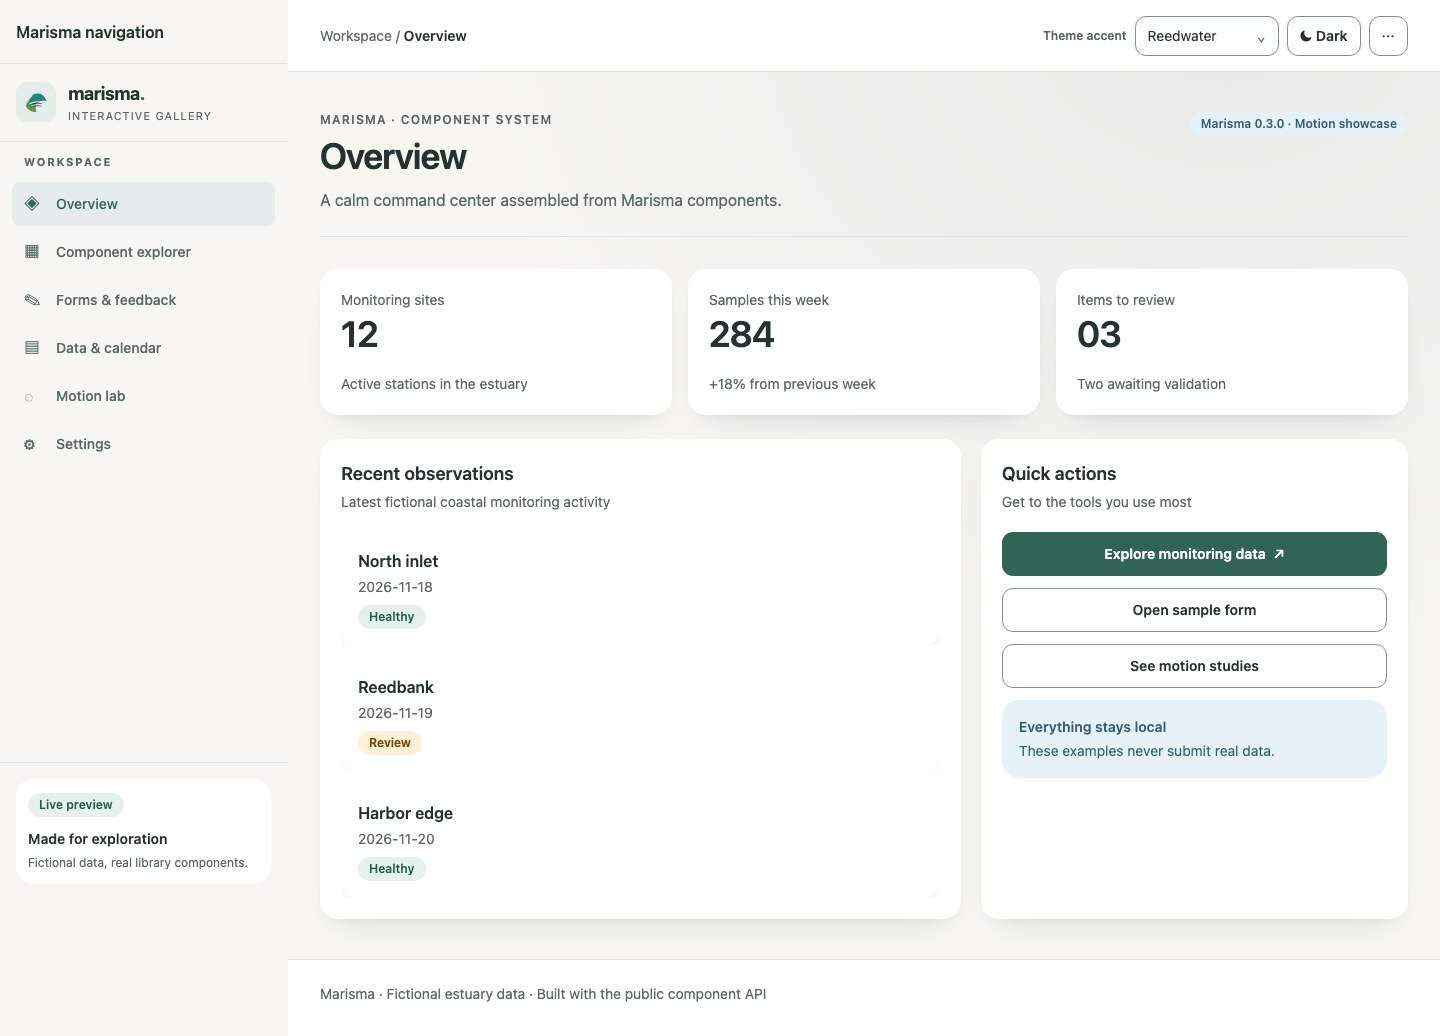 Marisma navigation
marisma.
INTERACTIVE GALLERY
WORKSPACE
Overview
Component explorer
Forms & feedback
Data & calendar
Motion lab
Settings
Live preview
Made for exploration
Fictional data, real library components.
Workspace / Overview
Theme accent
Reedwater
Dark
···
MARISMA · COMPONENT SYSTEM
Overview
A calm command center assembled from Marisma components.
Marisma 0.3.0 · Motion showcase
Monitoring sites
12
Active stations in the estuary
Samples this week
284
+18% from previous week
Items to review
03
Two awaiting validation
Recent observations
Latest fictional coastal monitoring activity
North inlet
2026-11-18
Healthy
Reedbank
2026-11-19
Review
Harbor edge
2026-11-20
Healthy
Quick actions
Get to the tools you use most
Explore monitoring data ↗
Open sample form
See motion studies
Everything stays local
These examples never submit real data.
Marisma · Fictional estuary data · Built with the public component API